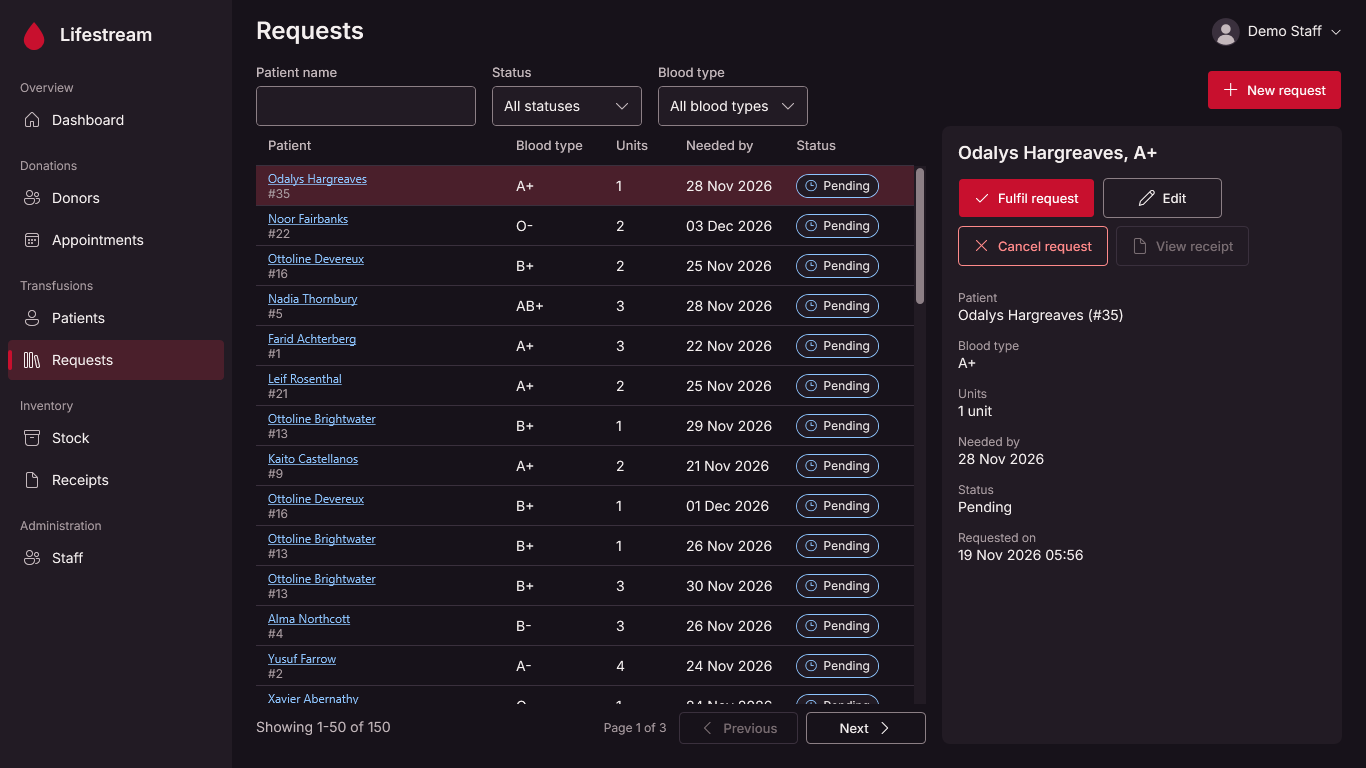 Lifestream
Overview
Dashboard
Donations
Donors
Appointments
Transfusions
Patients
Requests
Inventory
Stock
Receipts
Administration
Staff
Requests
Demo Staff
Patient name
Status
Blood type
All statuses
All blood types
New request
Patient Blood type Units Needed by Status
Odalys Hargreaves
#35
A+ 1 28 Nov 2026 Pending
Noor Fairbanks
#22
O- 2 03 Dec 2026 Pending
Ottoline Devereux
#16
B+ 2 25 Nov 2026 Pending
Nadia Thornbury
#5
AB+ 3 28 Nov 2026 Pending
Farid Achterberg
#1
A+ 3 22 Nov 2026 Pending
Leif Rosenthal
#21
A+ 2 25 Nov 2026 Pending
Ottoline Brightwater
#13
B+ 1 29 Nov 2026 Pending
Kaito Castellanos
#9
A+ 2 21 Nov 2026 Pending
Ottoline Devereux
#16
B+ 1 01 Dec 2026 Pending
Ottoline Brightwater
#13
B+ 1 26 Nov 2026 Pending
Ottoline Brightwater
#13
B+ 3 30 Nov 2026 Pending
Alma Northcott
#4
B- 3 26 Nov 2026 Pending
Yusuf Farrow
#2
A- 4 24 Nov 2026 Pending
Xavier Abernathy
Showing 1-50 of 150
Page 1 of 3
Previous
Next
Odalys Hargreaves, A+
Fulfil request
Edit
Cancel request
View receipt
Patient
Odalys Hargreaves (#35)
Blood type
A+
Units
1 unit
Needed by
28 Nov 2026
Status
Pending
Requested on
19 Nov 2026 05:56